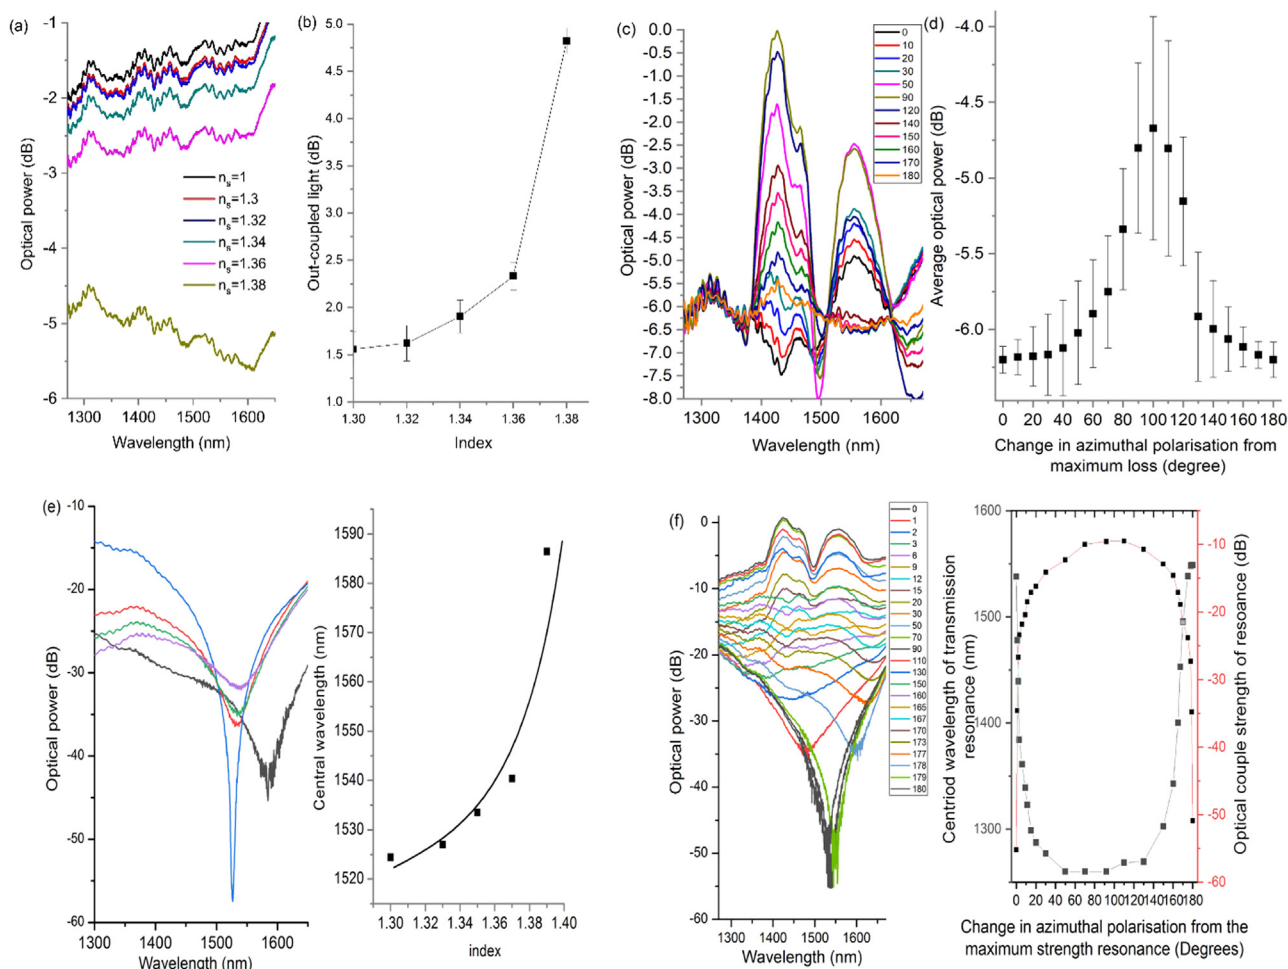 (a)
-1
-2
-3
-4
-5
-6
Optical power (dB)
n_s=1
n_s=1.3
n_s=1.32
n_s=1.34
n_s=1.36
n_s=1.38
1300 1400 1500 1600
Wavelength (nm)
(b)
5.0
4.5
4.0
3.5
3.0
2.5
2.0
1.5
1.0
Out-coupled light (dB)
1.30 1.32 1.34 1.36 1.38
Index
(c)
0.0
-0.5
-1.0
-1.5
-2.0
-2.5
-3.0
-3.5
-4.0
-4.5
-5.0
-5.5
-6.0
-6.5
-7.0
-7.5
-8.0
Optical power (dB)
0
10
20
30
50
90
120
140
150
160
170
180
1300 1400 1500 1600
Wavelength (nm)
(d)
-4.0
-5.0
-6.0
Average optical power (dB)
0 20 40 60 80 100 120 140 160 180
Change in azimuthal polarisation from
maximum loss (degree)
(e)
-10
-20
-30
-40
-50
-60
Optical power (dB)
1300 1400 1500 1600
Wavelength (nm)
1590
1580
1570
1560
1550
1540
1530
1520
Central wavelength (nm)
1.30 1.32 1.34 1.36 1.38 1.40
index
(f)
0
-10
-20
-30
-40
-50
-60
Optical power (dB)
0
1
2
3
6
9
12
15
20
30
50
70
90
110
130
150
160
165
167
170
173
177
178
179
180
1300 1400 1500 1600
Wavelength (nm)
1600
1500
1400
1300
Centriod wavelength of transmission
resonance (nm)
-10
-20
-30
-40
-50
-60
Optical couple strength of resoance (dB)
0 20 40 60 80 100 120 140 160 180
Change in azimuthal polarisation from the
maximum strength resonance (Degrees)